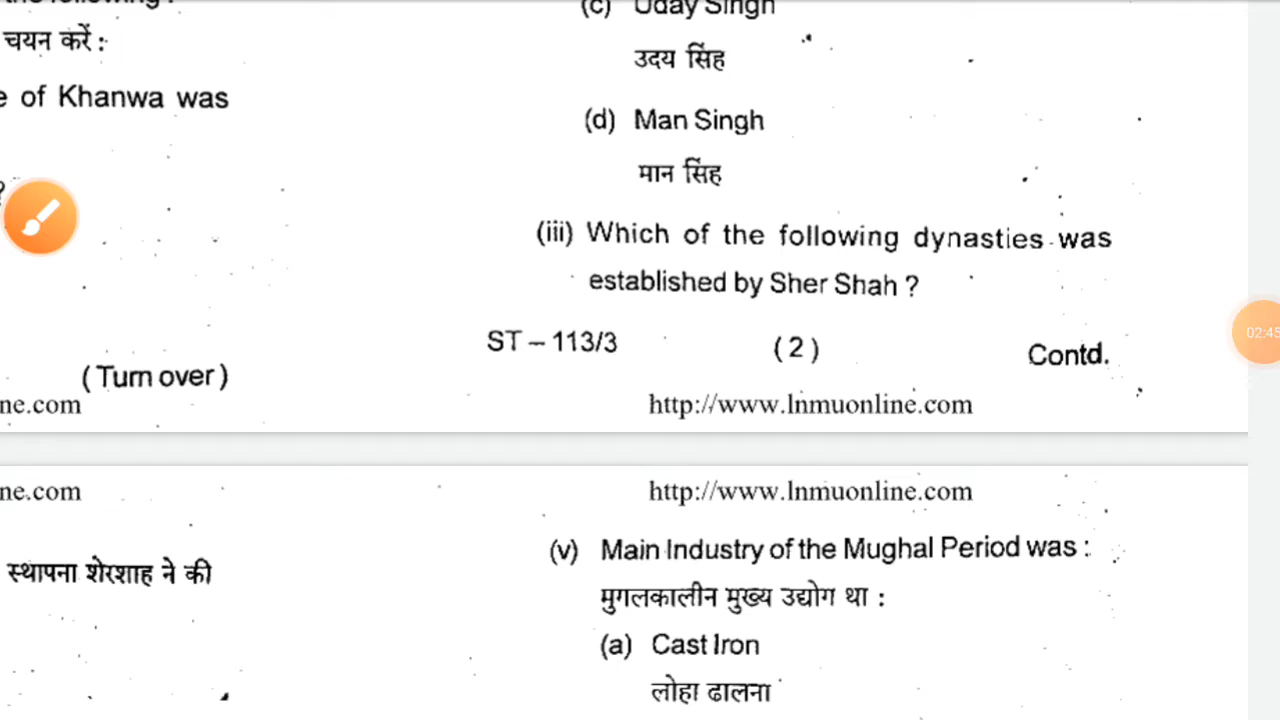 चयन करें :
of Khanwa was
?
(c) Uday Singh
उदय सिंह
(d) Man Singh
मान सिंह
(iii) Which of the following dynasties was
established by Sher Shah ?
(Turn over)
ST – 113/3 (2) Contd.
ne.com
http://www.lnmuonline.com
02:45
ne.com
http://www.lnmuonline.com
स्थापना शेरशाह ने की
(v) Main Industry of the Mughal Period was :
मुगलकालीन मुख्य उद्योग था :
(a) Cast Iron
लोहा ढालना